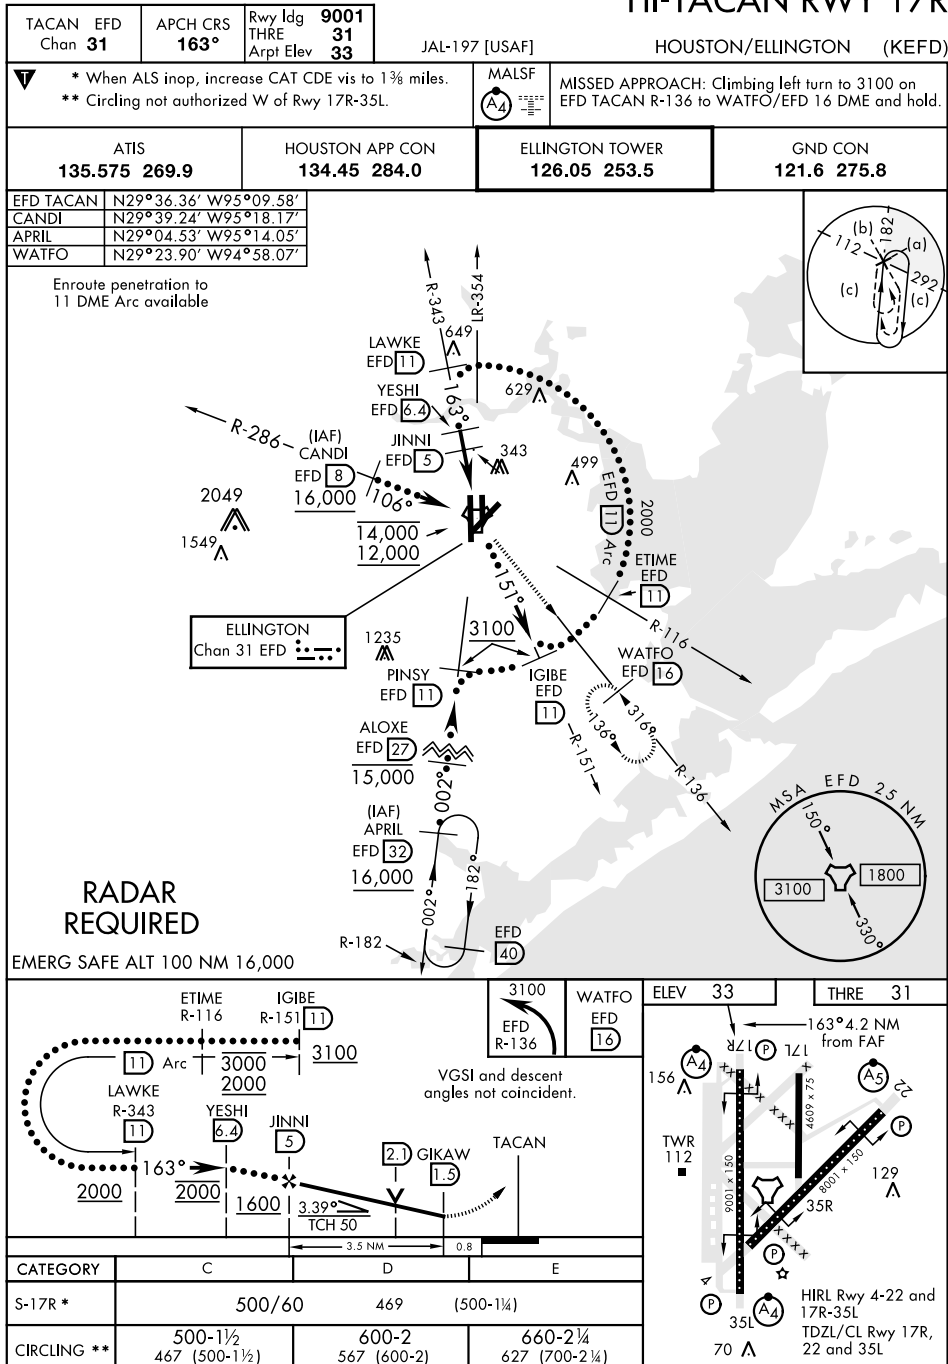 HI-TACAN RWY 17R
TACAN EFD
Chan 31
APCH CRS
163°
Rwy ldg 9001
THRE 31
Arpt Elev 33
JAL-197 [USAF]
HOUSTON/ELLINGTON (KEFD)
T
* When ALS inop, increase CAT CDE vis to 1⅜ miles.
** Circling not authorized W of Rwy 17R-35L.
MALSF
A4
MISSED APPROACH: Climbing left turn to 3100 on
EFD TACAN R-136 to WATFO/EFD 16 DME and hold.
ATIS
135.575 269.9
HOUSTON APP CON
134.45 284.0
ELLINGTON TOWER
126.05 253.5
GND CON
121.6 275.8
EFD TACAN N29°36.36' W95°09.58'
CANDI N29°39.24' W95°18.17'
APRIL N29°04.53' W95°14.05'
WATFO N29°23.90' W94°58.07'
Enroute penetration to
11 DME Arc available
(b)
182
(a)
112
292
(c)
(c)
R-343
LR-354
649
LAWKE
EFD 11
629
YESHI
EFD 6.4
163°
R-286
(IAF)
CANDI
EFD 8
16,000
106°
JINNI
EFD 5
343
499
EFD 11 Arc
2000
2049
1549
14,000
12,000
ETIME
EFD
11
151°
R-116
ELLINGTON
Chan 31 EFD
1235
3100
WATFO
EFD 16
PINSY
EFD 11
IGIBE
EFD
11
316°
136°
R-151
R-136
ALOXE
EFD 27
15,000
002°
(IAF)
APRIL
EFD 32
16,000
002°
182°
R-182
EFD
40
MSA EFD 25 NM
150°
3100
1800
330°
RADAR
REQUIRED
EMERG SAFE ALT 100 NM 16,000
ETIME
R-116
IGIBE
R-151 11
11 Arc
3000
2000
3100
LAWKE
R-343
11
YESHI
6.4
JINNI
5
163°
2000
2000
1600
3.39°
TCH 50
2.1
GIKAW
1.5
TACAN
3.5 NM
0.8
3100
EFD
R-136
WATFO
EFD
16
VGSI and descent
angles not coincident.
ELEV 33
THRE 31
163° 4.2 NM
from FAF
17R
P
17L
A4
156
A5
22
P
4609 x 75
TWR
112
9001 x 150
8001 x 150
129
35R
P
4
P
35L
A4
70
HIRL Rwy 4-22 and
17R-35L
TDZL/CL Rwy 17R,
22 and 35L
CATEGORY C D E
S-17R * 500/60 469 (500-1¼)
CIRCLING ** 500-1½ 467 (500-1½) 600-2 567 (600-2) 660-2¼ 627 (700-2¼)